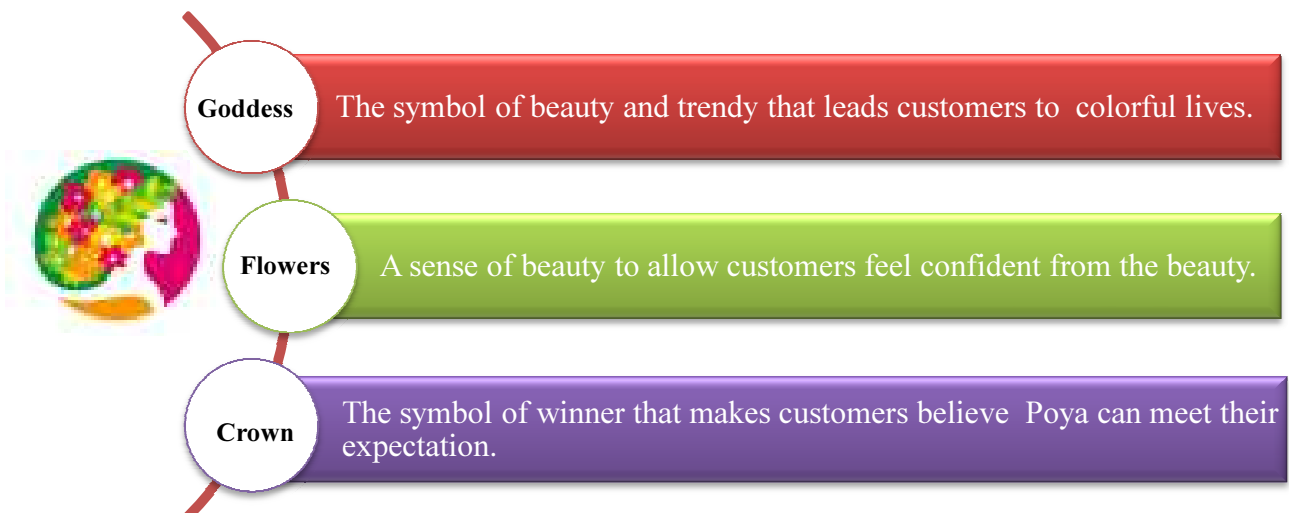 Goddess
The symbol of beauty and trendy that leads customers to colorful lives.
Flowers
A sense of beauty to allow customers feel confident from the beauty.
Crown
The symbol of winner that makes customers believe Poya can meet their
expectation.